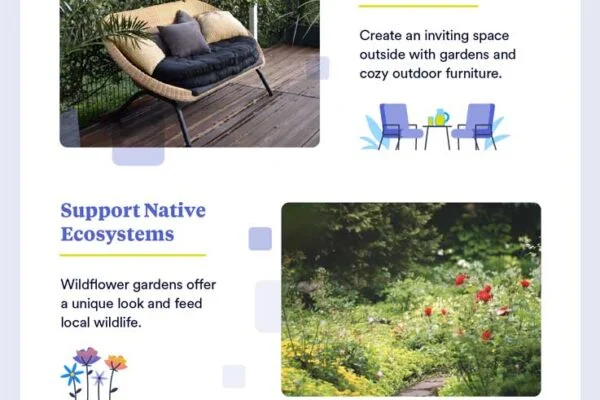 Create an inviting space
outside with gardens and
cozy outdoor furniture.
Support Native
Ecosystems
Wildflower gardens offer
a unique look and feed
local wildlife.